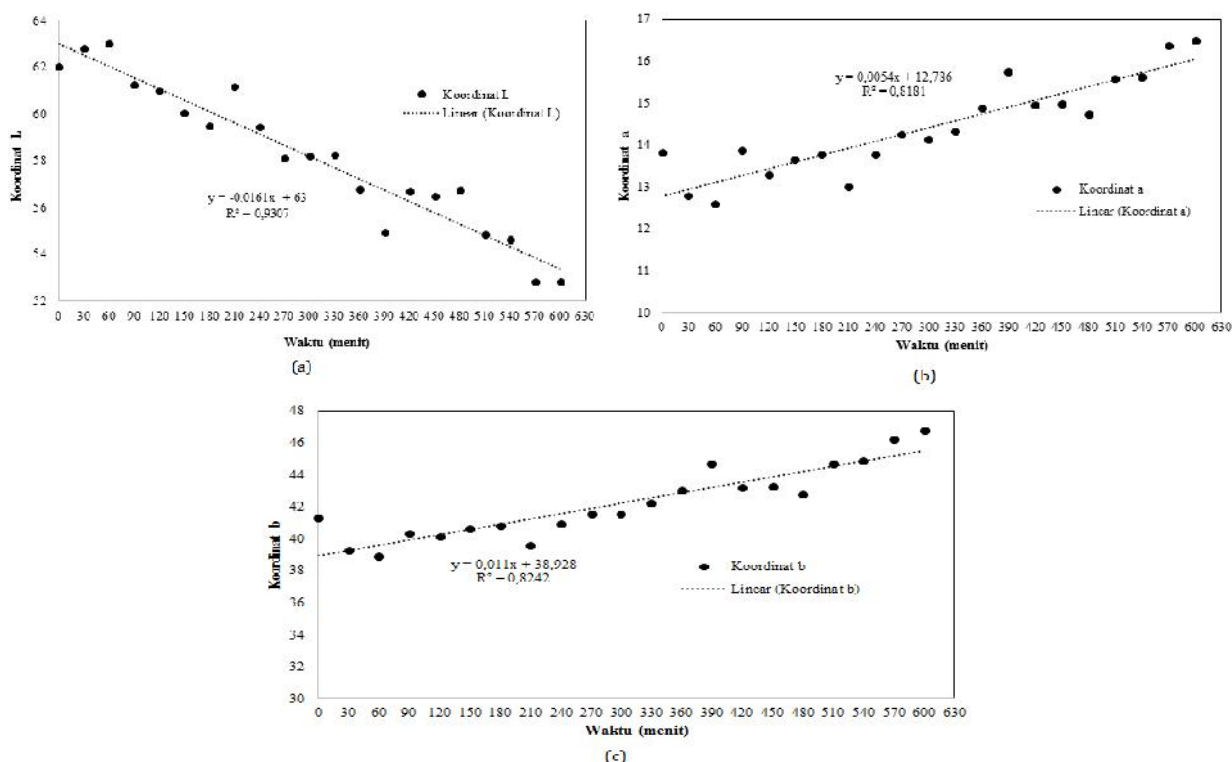 64
62
60
58
56
54
52
0 30 60 90 120 150 180 210 240 270 300 330 360 390 420 450 480 510 540 570 600 630
Koordinat L
Waktu (menit)
Koordinat L
Linear (Koordinat L)
y = -0.0161x + 63
R² = 0,9307
(a)
17
16
15
14
13
12
11
10
0 30 60 90 120 150 180 210 240 270 300 330 360 390 420 450 480 510 540 570 600 630
Koordinat a
Waktu (menit)
y = 0,0054x + 12,736
R² = 0,8181
Koordinat a
Linear (Koordinat a)
(b)
48
46
44
42
40
38
36
34
32
30
0 30 60 90 120 150 180 210 240 270 300 330 360 390 420 450 480 510 540 570 600 630
Koordinat b
Waktu (menit)
y = 0,011x + 38,928
R² = 0,8242
Koordinat b
Linear (Koordinat b)
(c)